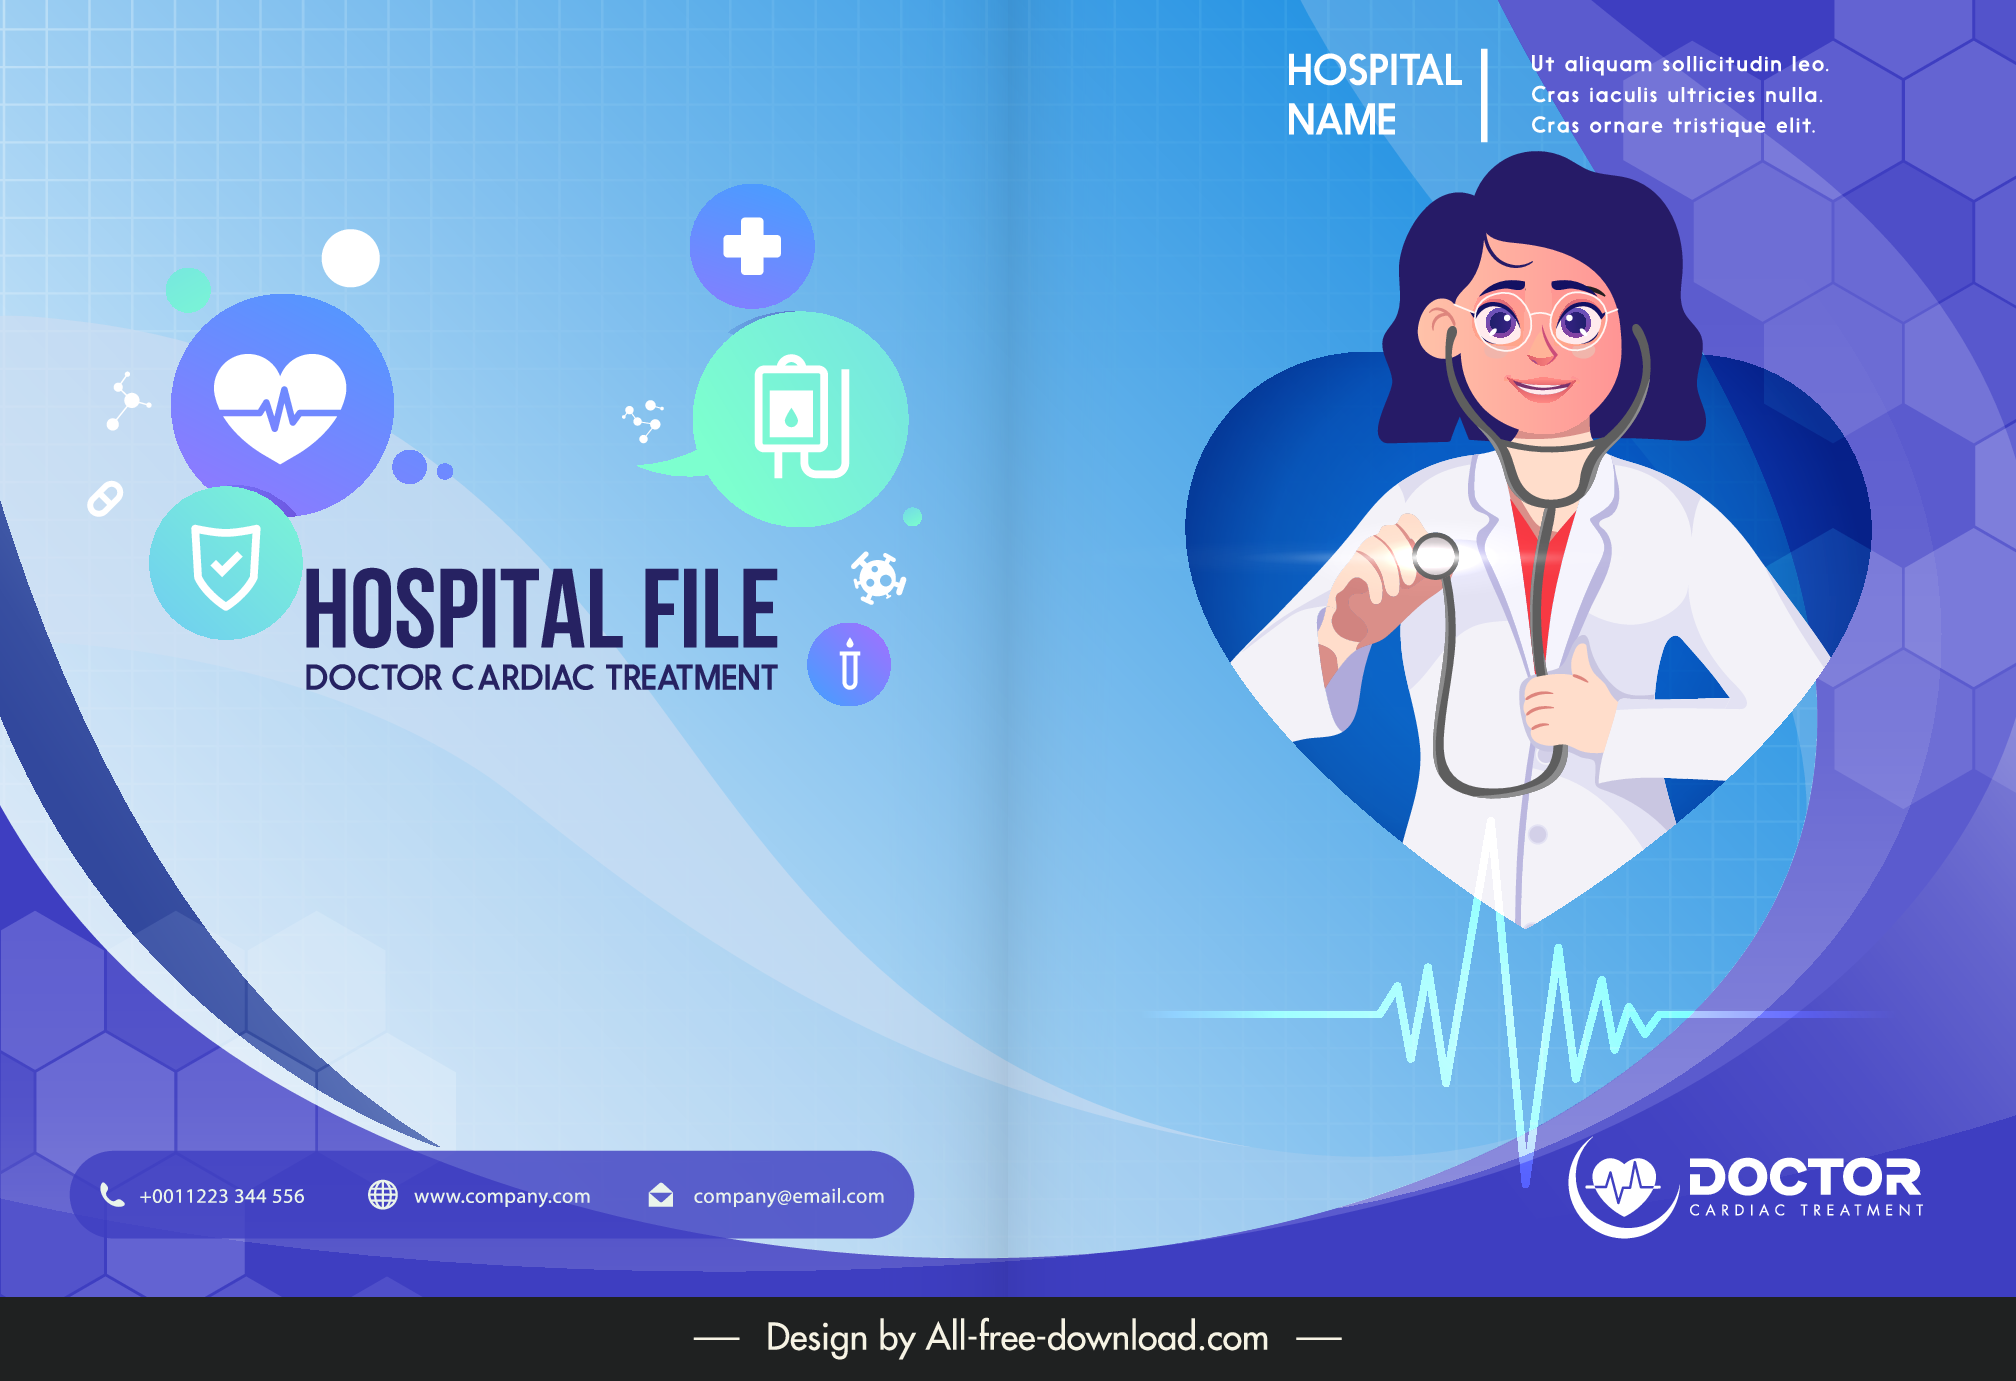 HOSPITAL
NAME
Ut aliquam sollicitudin leo.
Cras iaculis ultricies nulla.
Cras ornare tristique elit.
HOSPITAL FILE
DOCTOR CARDIAC TREATMENT
+0011223 344 556
www.company.com
company@email.com
DOCTOR
CARDIAC TREATMENT
Design by All-free-download.com